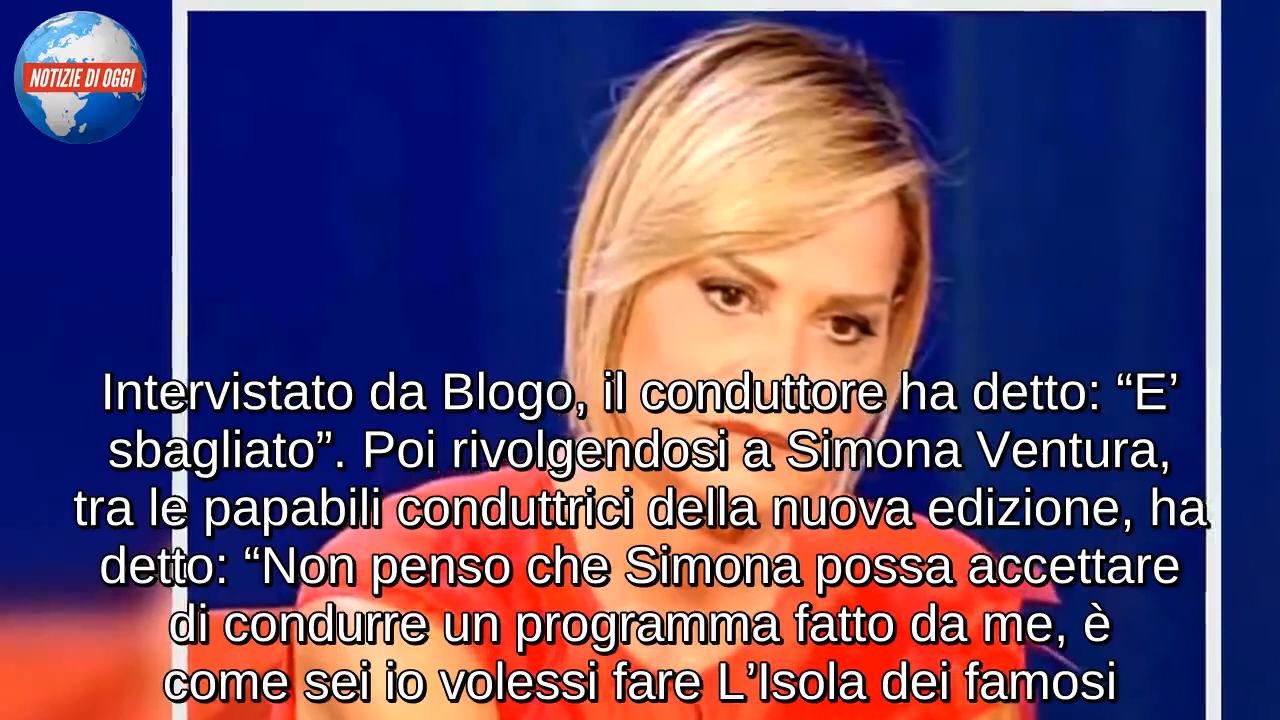 NOTIZIE DI OGGI
Intervistato da Blogo, il conduttore ha detto: “E’
sbagliato”. Poi rivolgendosi a Simona Ventura,
tra le papabili conduttrici della nuova edizione, ha
detto: “Non penso che Simona possa accettare
di condurre un programma fatto da me, è
come sei io volessi fare L’Isola dei famosi